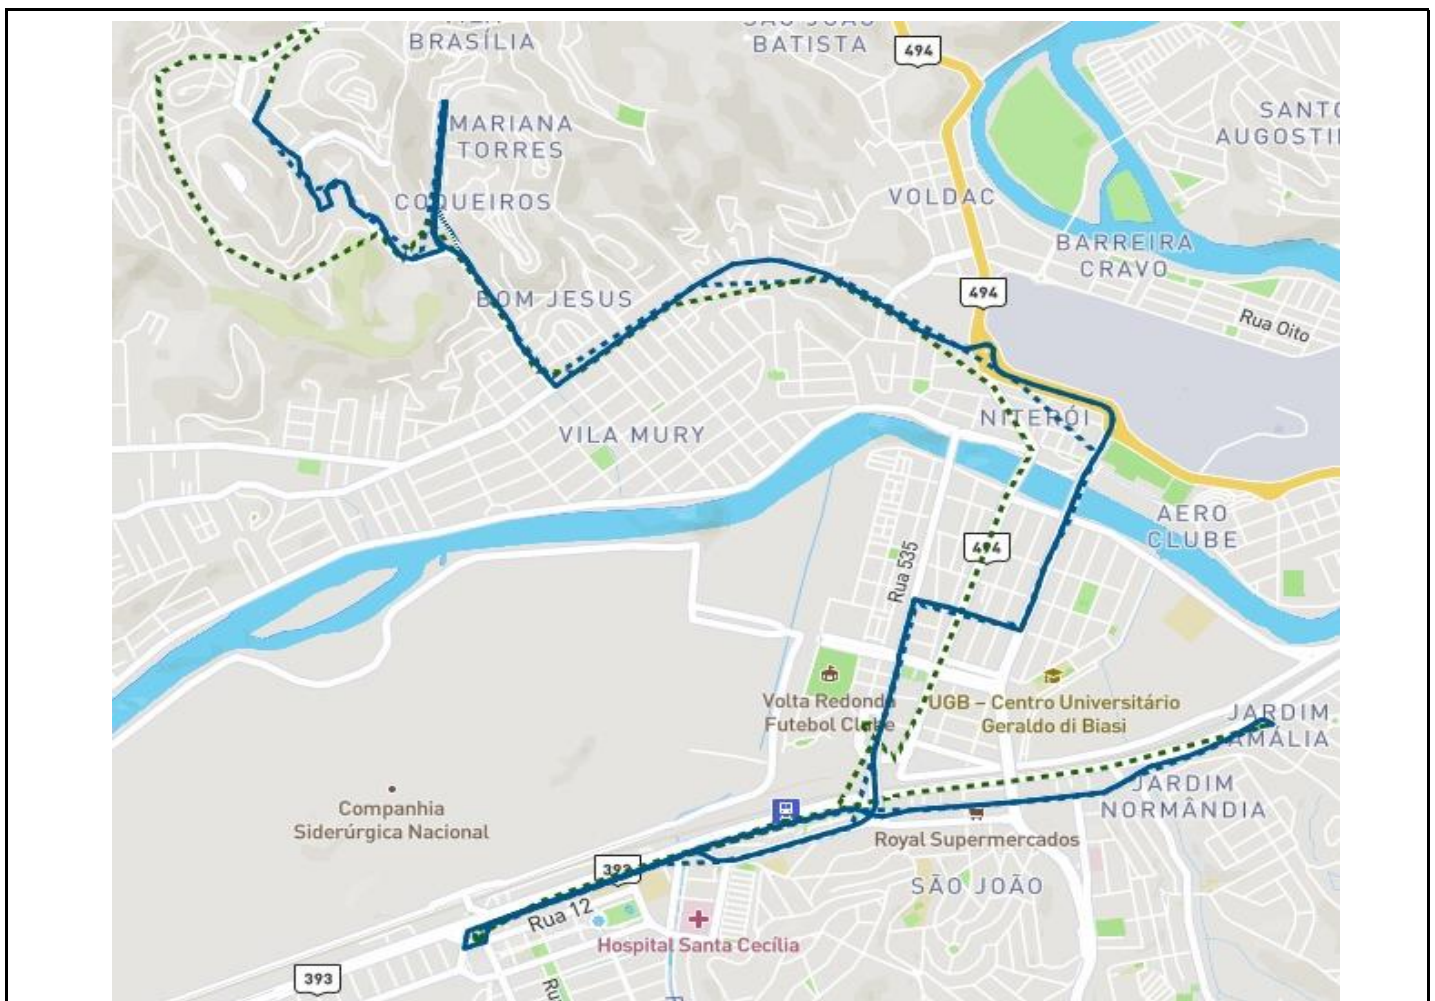 BRASÍLIA
SÃO JOÃO
BATISTA
494
MARIANA
TORRES
SANTO
COQUEIROS
VOLDAC
BARREIRA
CRAVO
494
BOM JESUS
Rua Oito
NITERÓI
VILA MURY
AERO
CLUBE
494
Rua 535
Volta Redonda
Futebol Clube
UGB – Centro Universitário
Geraldo di Biasi
JARDIM
AMÁLIA
JARDIM
NORMÂNDIA
Companhia
Siderúrgica Nacional
Royal Supermercados
393
SÃO JOÃO
Rua 12
Hospital Santa Cecília
393